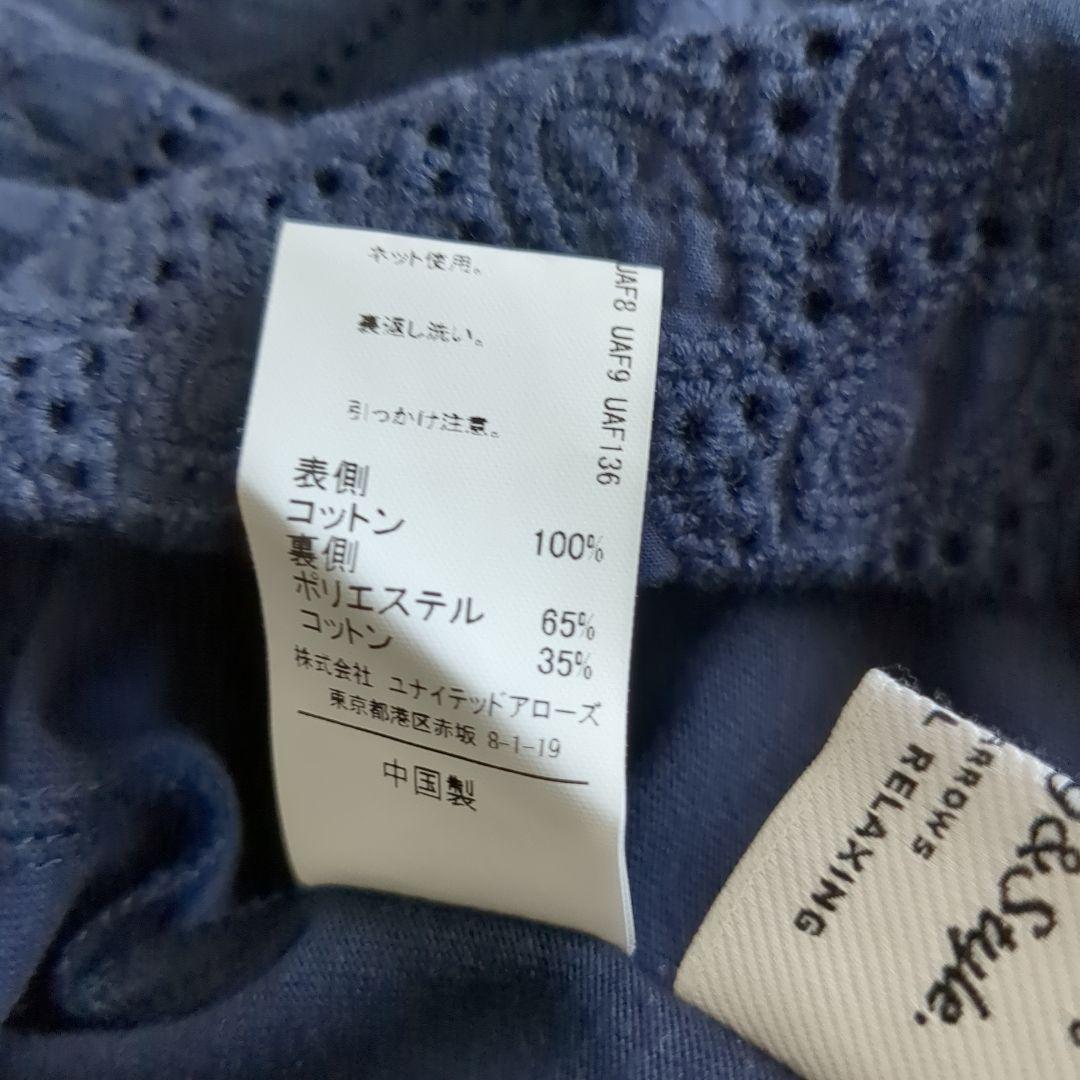 ネット使用。
裏返し洗い。
引っかけ注意。
UAF8 UAF9 UAF136
表側
コットン 100%
裏側
ポリエステル 65%
コットン 35%
株式会社 ユナイテッドアローズ
東京都港区赤坂 8-1-19
中国製
ARROWS
L RELAXING
&Style.